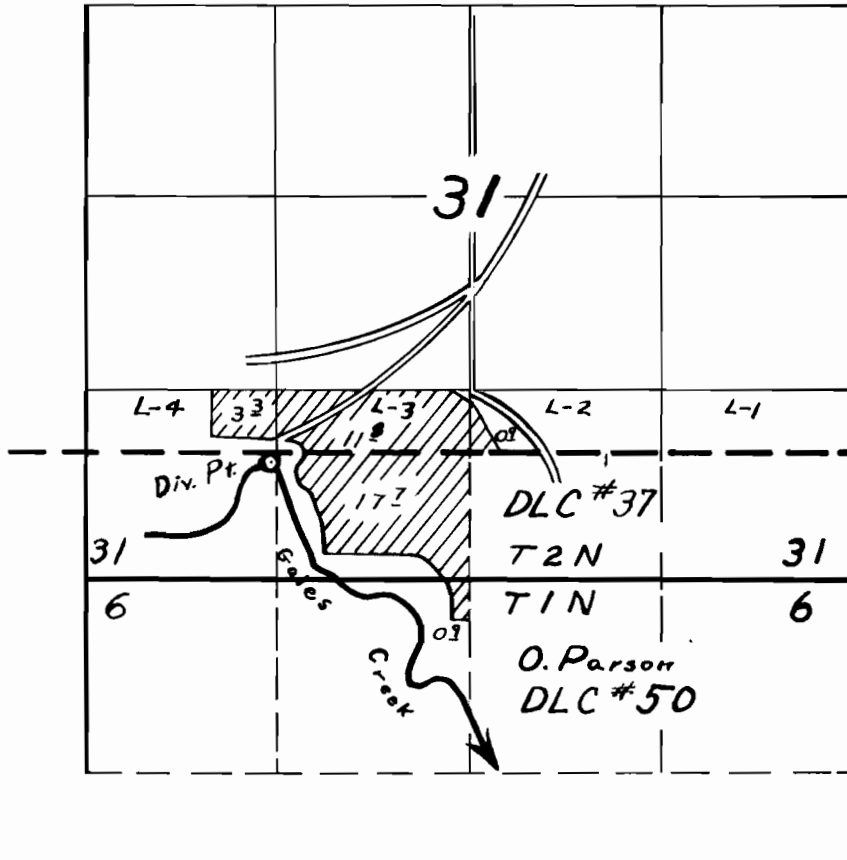 31
L-4
3 3
L-3
L-2
L-1
11 8
0 9
Div. Pt.
17 7
DLC #37
31
T2N
31
6
Gales
T1N
6
0 9
O. Parson
Creek
DLC #50